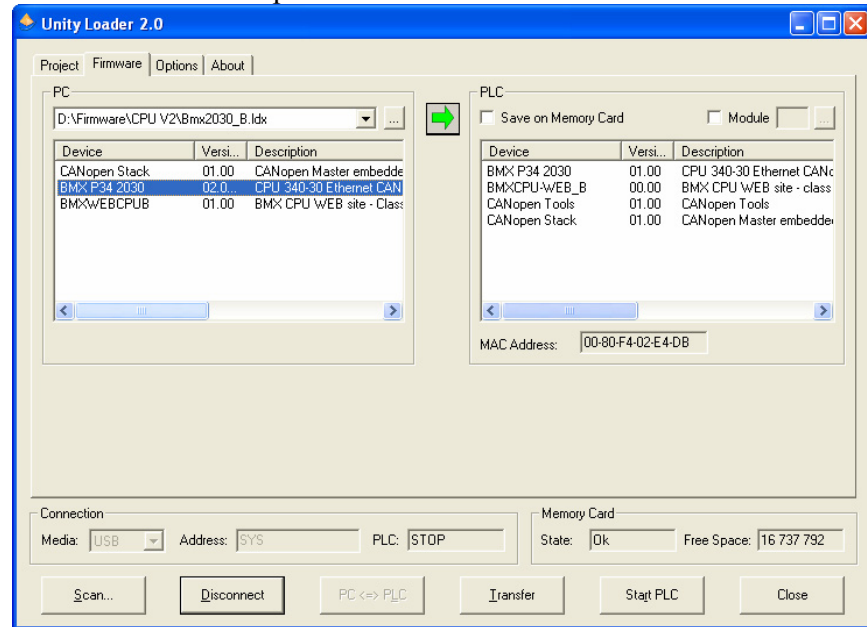 Unity Loader 2.0
Project Firmware Options About
PC
D:\Firmware\CPU V2\Bmx2030_B.ldx ...
Device Versi... Description
CANopen Stack 01.00 CANopen Master embedde
BMX P34 2030 02.0... CPU 340-30 Ethernet CAN
BMXWEBCPUB 01.00 BMX CPU WEB site - Clas
PLC
Save on Memory Card Module ...
Device Versi... Description
BMX P34 2030 01.00 CPU 340-30 Ethernet CANo
BMXCPU-WEB_B 00.00 BMX CPU WEB site - class
CANopen Tools 01.00 CANopen Tools
CANopen Stack 01.00 CANopen Master embedde
MAC Address: 00-80-F4-02-E4-DB
Connection
Media: USB Address: SYS PLC: STOP
Memory Card
State: Ok Free Space: 16 737 792
Scan... Disconnect PC <=> PLC Transfer Start PLC Close